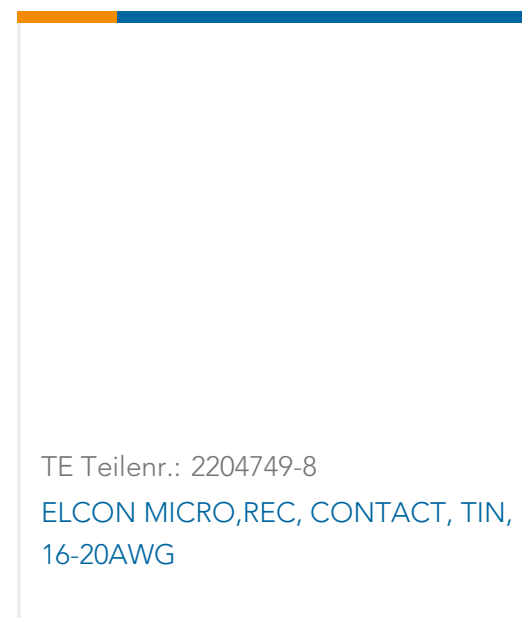 TE Teilenr.: 2204749-8
ELCON MICRO,REC, CONTACT, TIN,
16-20AWG